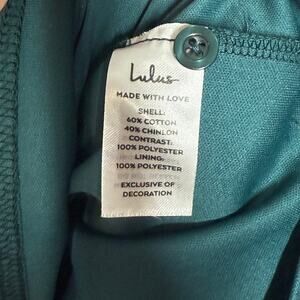 Lulus
MADE WITH LOVE
SHELL:
60% COTTON
40% CHINLON
CONTRAST:
100% POLYESTER
LINING:
100% POLYESTER
EXCLUSIVE OF
DECORATION